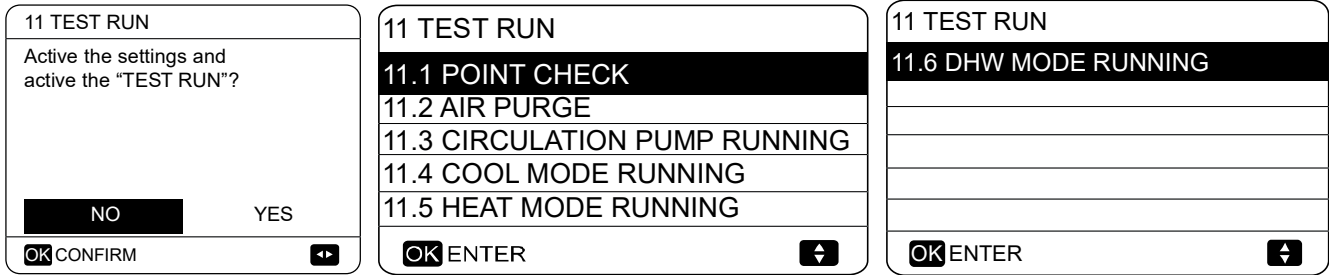 11 TEST RUN
Active the settings and
active the “TEST RUN”?
NO YES
OK CONFIRM
11 TEST RUN
11.1 POINT CHECK
11.2 AIR PURGE
11.3 CIRCULATION PUMP RUNNING
11.4 COOL MODE RUNNING
11.5 HEAT MODE RUNNING
OK ENTER
11 TEST RUN
11.6 DHW MODE RUNNING
OK ENTER